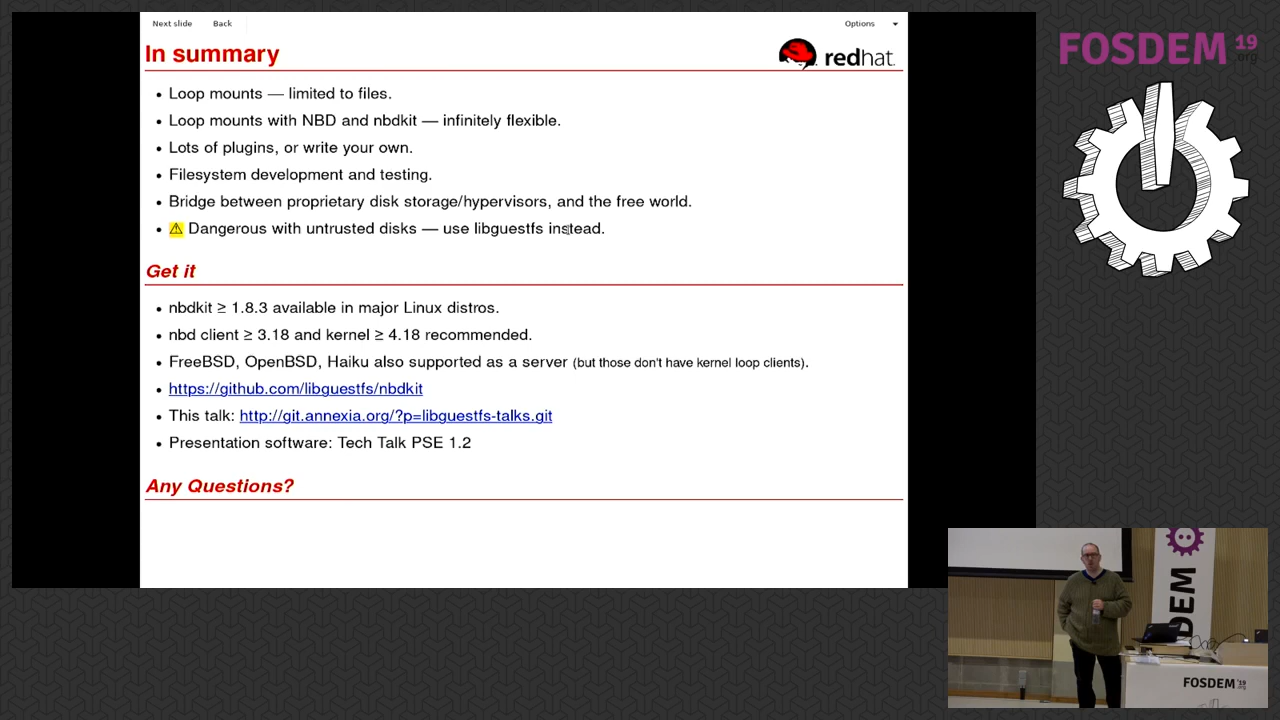 Next slide Back Options
In summary
redhat.
• Loop mounts — limited to files.
• Loop mounts with NBD and nbdkit — infinitely flexible.
• Lots of plugins, or write your own.
• Filesystem development and testing.
• Bridge between proprietary disk storage/hypervisors, and the free world.
• ⚠ Dangerous with untrusted disks — use libguestfs instead.
Get it
• nbdkit ≥ 1.8.3 available in major Linux distros.
• nbd client ≥ 3.18 and kernel ≥ 4.18 recommended.
• FreeBSD, OpenBSD, Haiku also supported as a server (but those don't have kernel loop clients).
• https://github.com/libguestfs/nbdkit
• This talk: http://git.annexia.org/?p=libguestfs-talks.git
• Presentation software: Tech Talk PSE 1.2
Any Questions?
FOSDEM 19
.org
DEM
FOSDEM '19